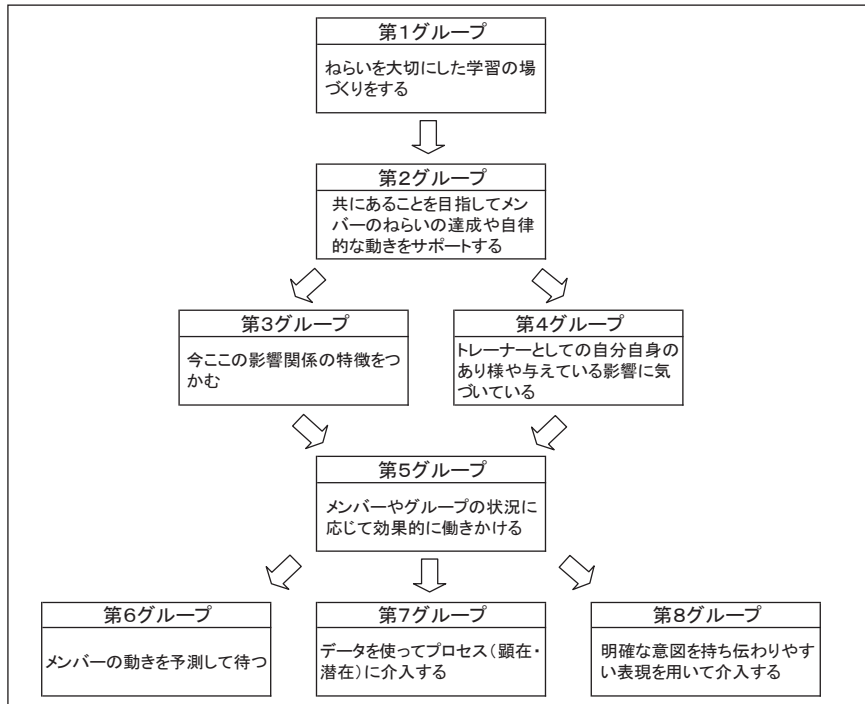 第1グループ
ねらいを大切にした学習の場
づくりをする
第2グループ
共にあることを目指してメン
バーのねらいの達成や自律
的な動きをサポートする
第3グループ
今ここの影響関係の特徴をつ
かむ
第4グループ
トレーナーとしての自分自身の
あり様や与えている影響に気
づいている
第5グループ
メンバーやグループの状況に
応じて効果的に働きかける
第6グループ
メンバーの動きを予測して待つ
第7グループ
データを使ってプロセス(顕在・
潜在)に介入する
第8グループ
明確な意図を持ち伝わりやす
い表現を用いて介入する